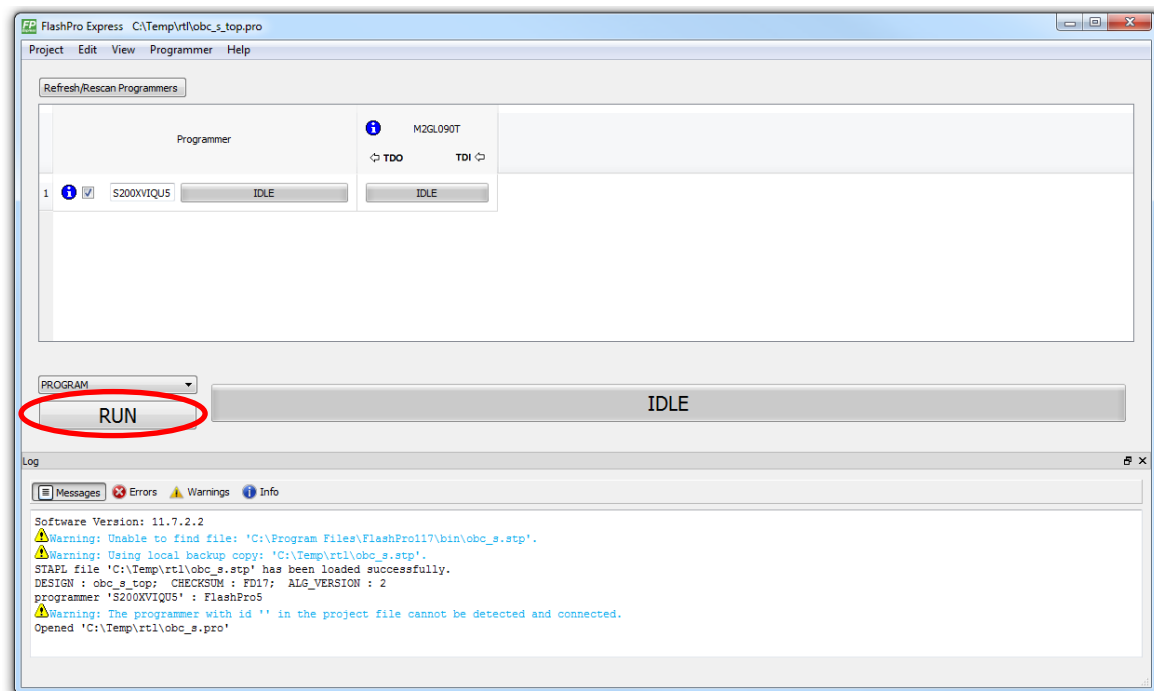 FP FlashPro Express C:\Temp\rtl\obc_s_top.pro
Project Edit View Programmer Help
Refresh/Rescan Programmers
Programmer
M2GL090T
TDO TDI
1 S200XVIQU5 IDLE IDLE
PROGRAM
RUN
IDLE
Log
Messages Errors Warnings Info
Software Version: 11.7.2.2
Warning: Unable to find file: 'C:\Program Files\FlashPro117\bin\obc_s.stp'.
Warning: Using local backup copy: 'C:\Temp\rtl\obc_s.stp'.
STAPL file 'C:\Temp\rtl\obc_s.stp' has been loaded successfully.
DESIGN : obc_s_top; CHECKSUM : FD17; ALG_VERSION : 2
programmer 'S200XVIQU5' : FlashPro5
Warning: The programmer with id '' in the project file cannot be detected and connected.
Opened 'C:\Temp\rtl\obc_s.pro'